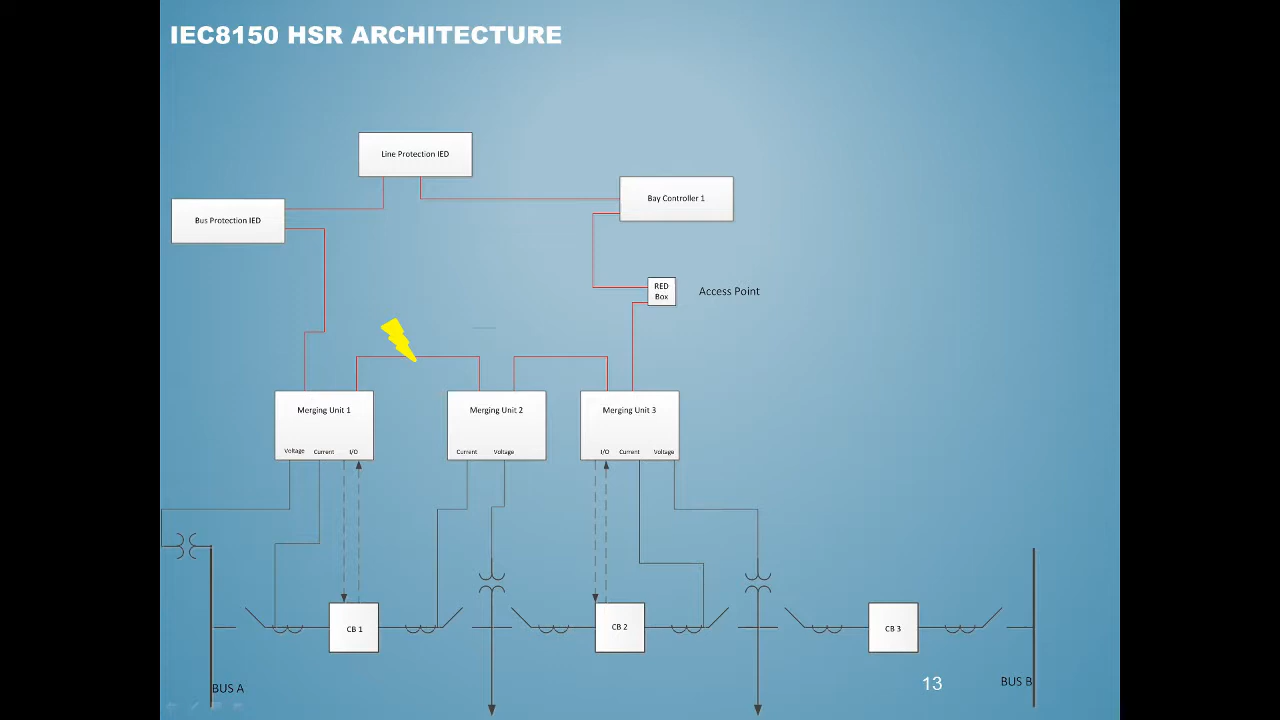 IEC8150 HSR ARCHITECTURE
Line Protection IED
Bus Protection IED
Bay Controller 1
RED
Box
Access Point
Merging Unit 1
Merging Unit 2
Merging Unit 3
Voltage
Current
I/O
Current
Voltage
I/O
Current
Voltage
CB 1
CB 2
CB 3
BUS A
13
BUS B